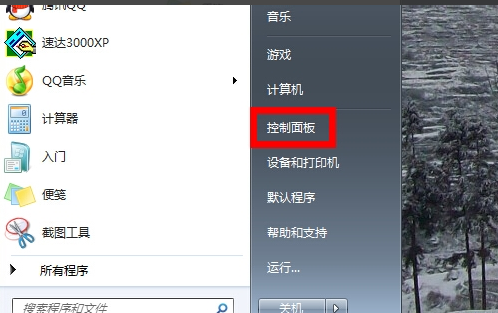 腾讯QQ
速达3000XP
QQ音乐
计算器
入门
便笺
截图工具
所有程序
搜索程序和文件
音乐
游戏
计算机
控制面板
设备和打印机
默认程序
帮助和支持
运行...
关机